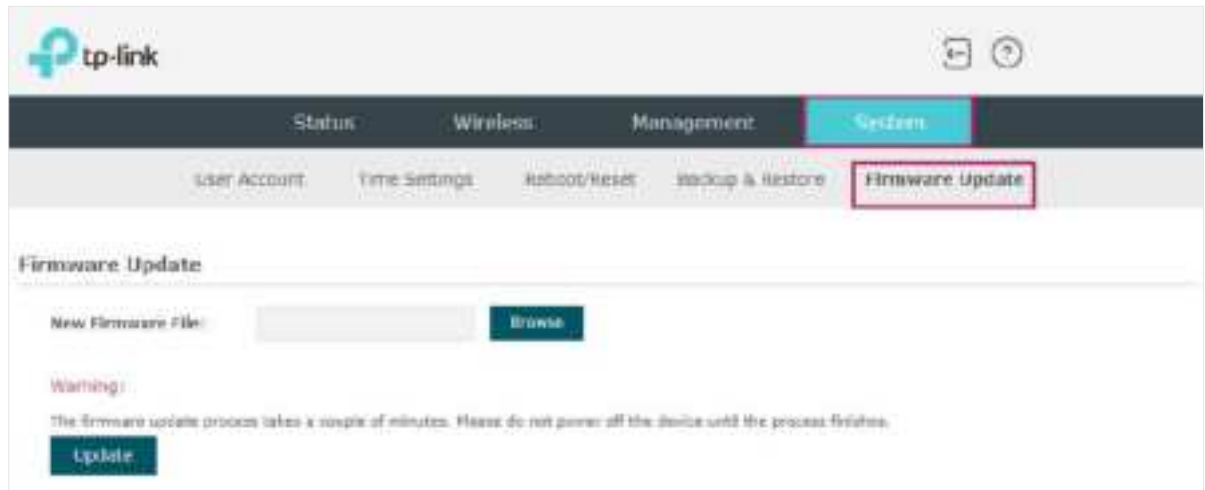 tp-link
Status Wireless Management System
User Account Time Settings Reboot/Reset Backup & Restore Firmware Update
Firmware Update
New Firmware File: Browse
Warning:
The firmware update process takes a couple of minutes. Please do not power off the device until the process finishes.
Update